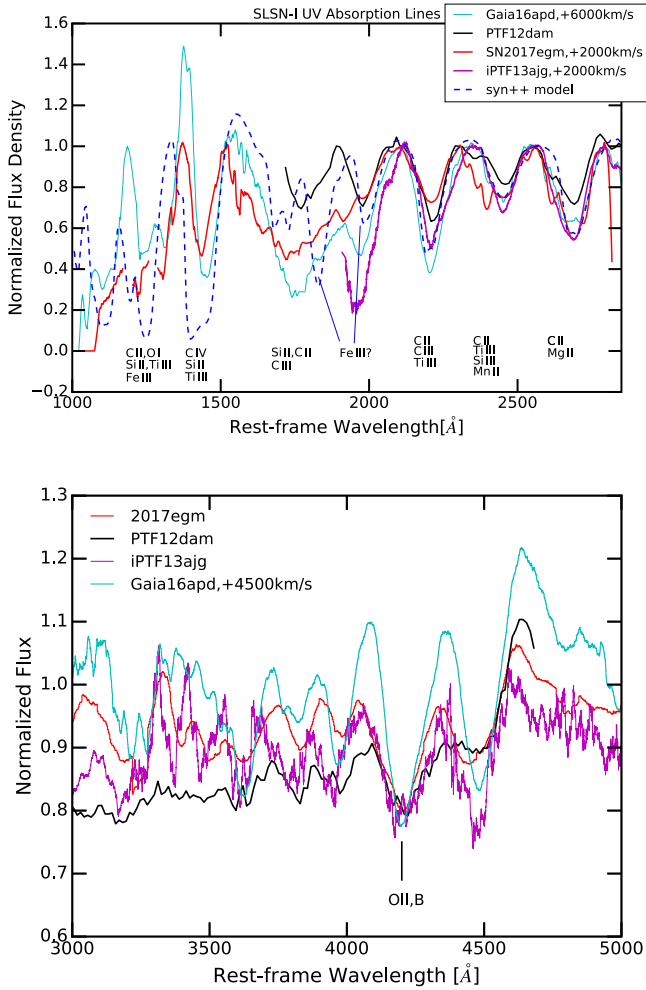 SLSN-I UV Absorption Lines
Gaia16apd,+6000km/s
PTF12dam
SN2017egm,+2000km/s
iPTF13ajg,+2000km/s
syn++ model
Normalized Flux Density
1.6
1.4
1.2
1.0
0.8
0.6
0.4
0.2
0.0
−0.2
CII,OI
SiII,TiIII
FeIII
CIV
SiII
TiIII
SiII,CII
CIII
FeIII?
CII
CIII
TiIII
CII
TiIII
SiIII
MnII
CII
MgII
1000 1500 2000 2500
Rest-frame Wavelength[Å]
2017egm
PTF12dam
iPTF13ajg
Gaia16apd,+4500km/s
Normalized Flux
1.3
1.2
1.1
1.0
0.9
0.8
0.7
0.6
OII,B
3000 3500 4000 4500 5000
Rest-frame Wavelength [Å]